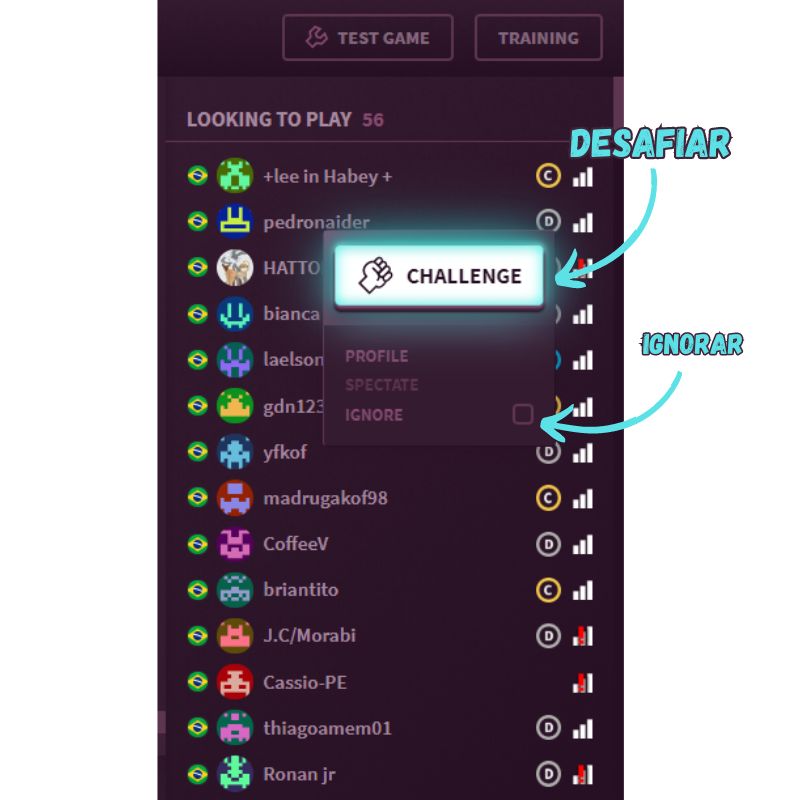 TEST GAME
TRAINING
LOOKING TO PLAY 56
DESAFIAR
+lee in Habey + C
pedronaider D
HATTO
CHALLENGE
bianca
PROFILE
laelson
IGNORAR
SPECTATE
gdn123
IGNORE
yfkof D
madrugakof98 C
CoffeeV D
briantito C
J.C/Morabi D
Cassio-PE
thiagoamem01 D
Ronan jr D